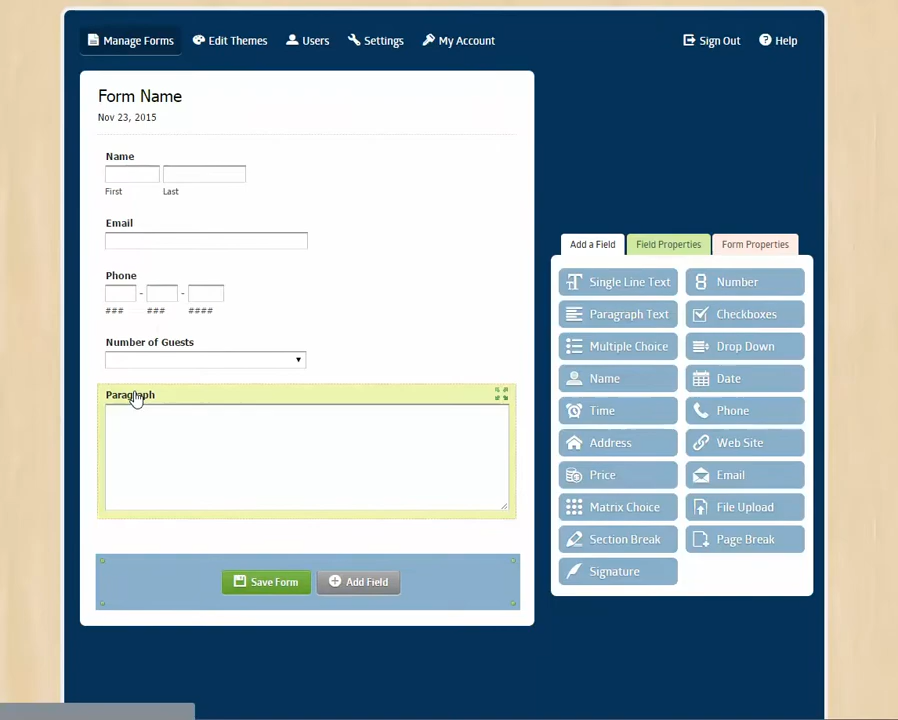 Manage Forms Edit Themes Users Settings My Account Sign Out Help
Form Name
Nov 23, 2015
Name
First Last
Email
Phone
- -
### ### ####
Number of Guests
Paragraph
Save Form Add Field
Add a Field Field Properties Form Properties
Single Line Text Number
Paragraph Text Checkboxes
Multiple Choice Drop Down
Name Date
Time Phone
Address Web Site
Price Email
Matrix Choice File Upload
Section Break Page Break
Signature